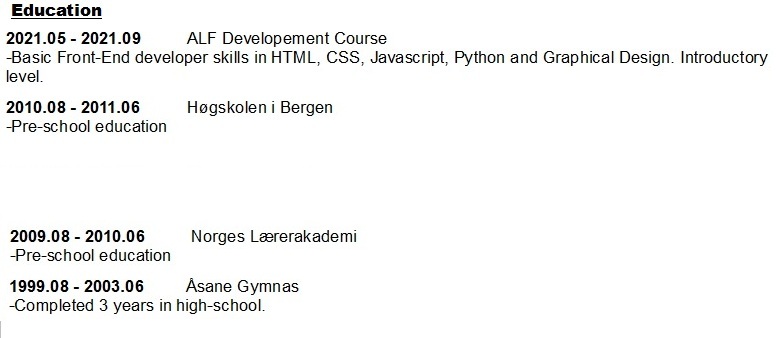 Education
2021.05 - 2021.09 ALF Developement Course
-Basic Front-End developer skills in HTML, CSS, Javascript, Python and Graphical Design. Introductory
level.
2010.08 - 2011.06 Høgskolen i Bergen
-Pre-school education
2009.08 - 2010.06 Norges Lærerakademi
-Pre-school education
1999.08 - 2003.06 Åsane Gymnas
-Completed 3 years in high-school.